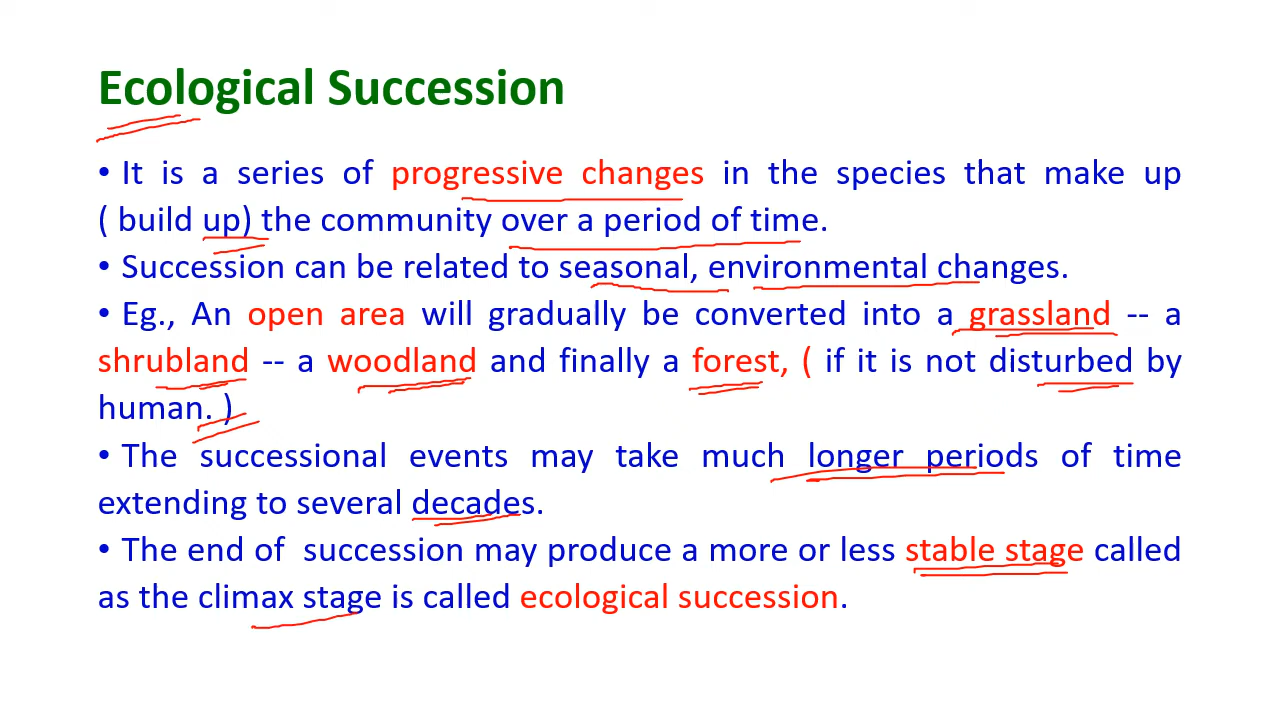 Ecological Succession
• It is a series of progressive changes in the species that make up
( build up) the community over a period of time.
• Succession can be related to seasonal, environmental changes.
• Eg., An open area will gradually be converted into a grassland -- a
shrubland -- a woodland and finally a forest, ( if it is not disturbed by
human. )
• The successional events may take much longer periods of time
extending to several decades.
• The end of succession may produce a more or less stable stage called
as the climax stage is called ecological succession.